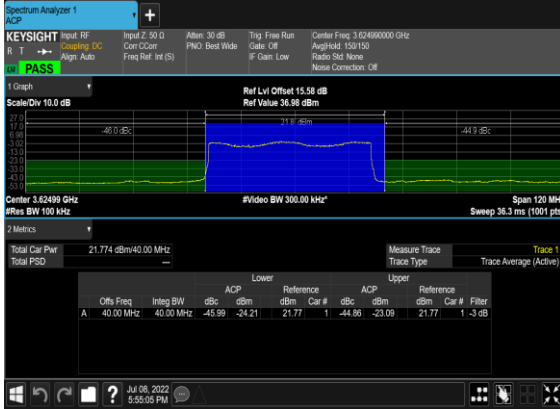 Spectrum Analyzer 1
ACP
+
KEYSIGHT
R T
LXI PASS
Input: RF
Coupling: DC
Align: Auto
Input Z: 50 Ω
Corr CCorr
Freq Ref: Int (S)
Atten: 30 dB
PNO: Best Wide
Trig: Free Run
Gate: Off
IF Gain: Low
Center Freq: 3.624990000 GHz
Avg|Hold: 150/150
Radio Std: None
Noise Correction: Off
1 Graph
Scale/Div 10.0 dB
Ref Lvl Offset 15.58 dB
Ref Value 36.98 dBm
27.0
17.0
6.98
-3.02
-13.0
-23.0
-33.0
-43.0
-53.0
-46.0 dBc
21.8 dBm
-44.9 dBc
Center 3.62499 GHz
#Res BW 100 kHz
#Video BW 300.00 kHz*
Span 120 MH
Sweep 36.3 ms (1001 pts
2 Metrics
Total Car Pwr 21.774 dBm/40.00 MHz
Total PSD ---
Measure Trace Trace 1
Trace Type Trace Average (Active)
Lower Upper
ACP Reference ACP Reference
Offs Freq Integ BW dBc dBm dBm Car # dBc dBm dBm Car # Filter
A 40.00 MHz 40.00 MHz -45.99 -24.21 21.77 1 -44.86 -23.09 21.77 1 -3 dB
?
Jul 08, 2022
5:55:05 PM